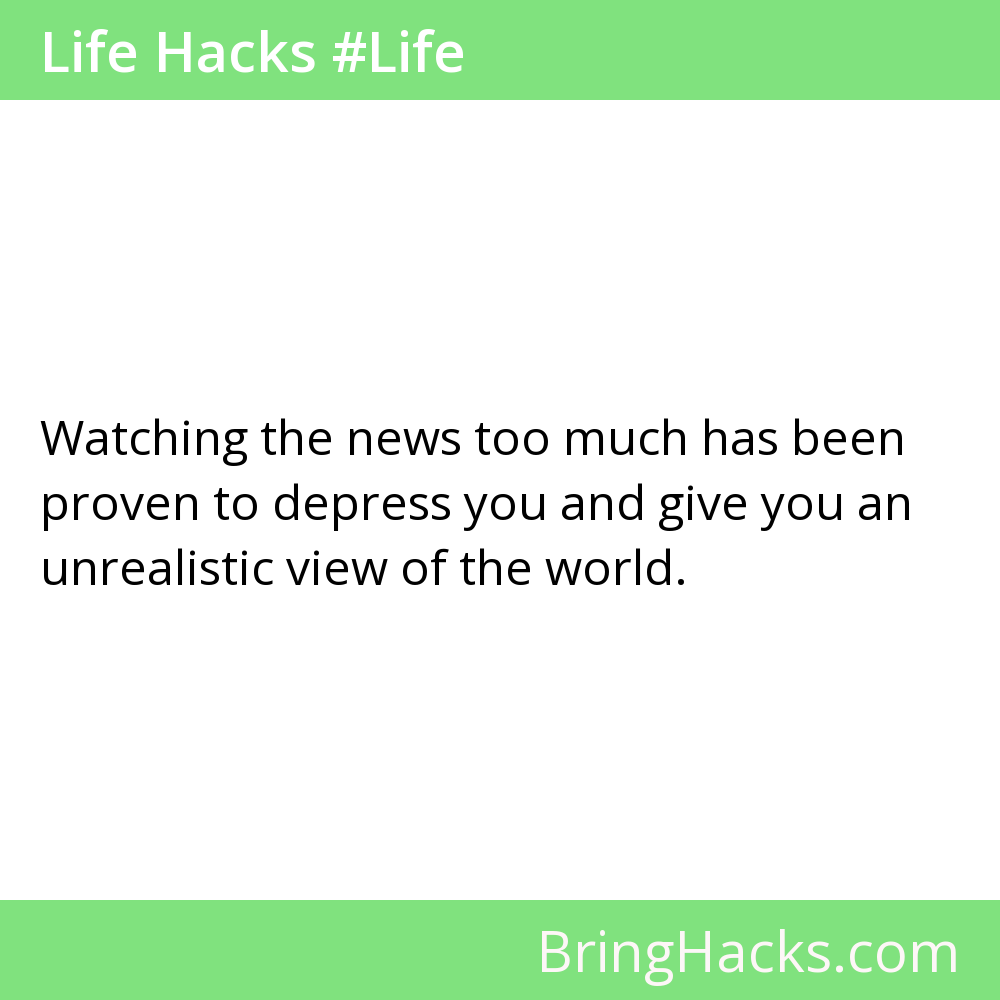 Life Hacks #Life
Watching the news too much has been
proven to depress you and give you an
unrealistic view of the world.
BringHacks.com